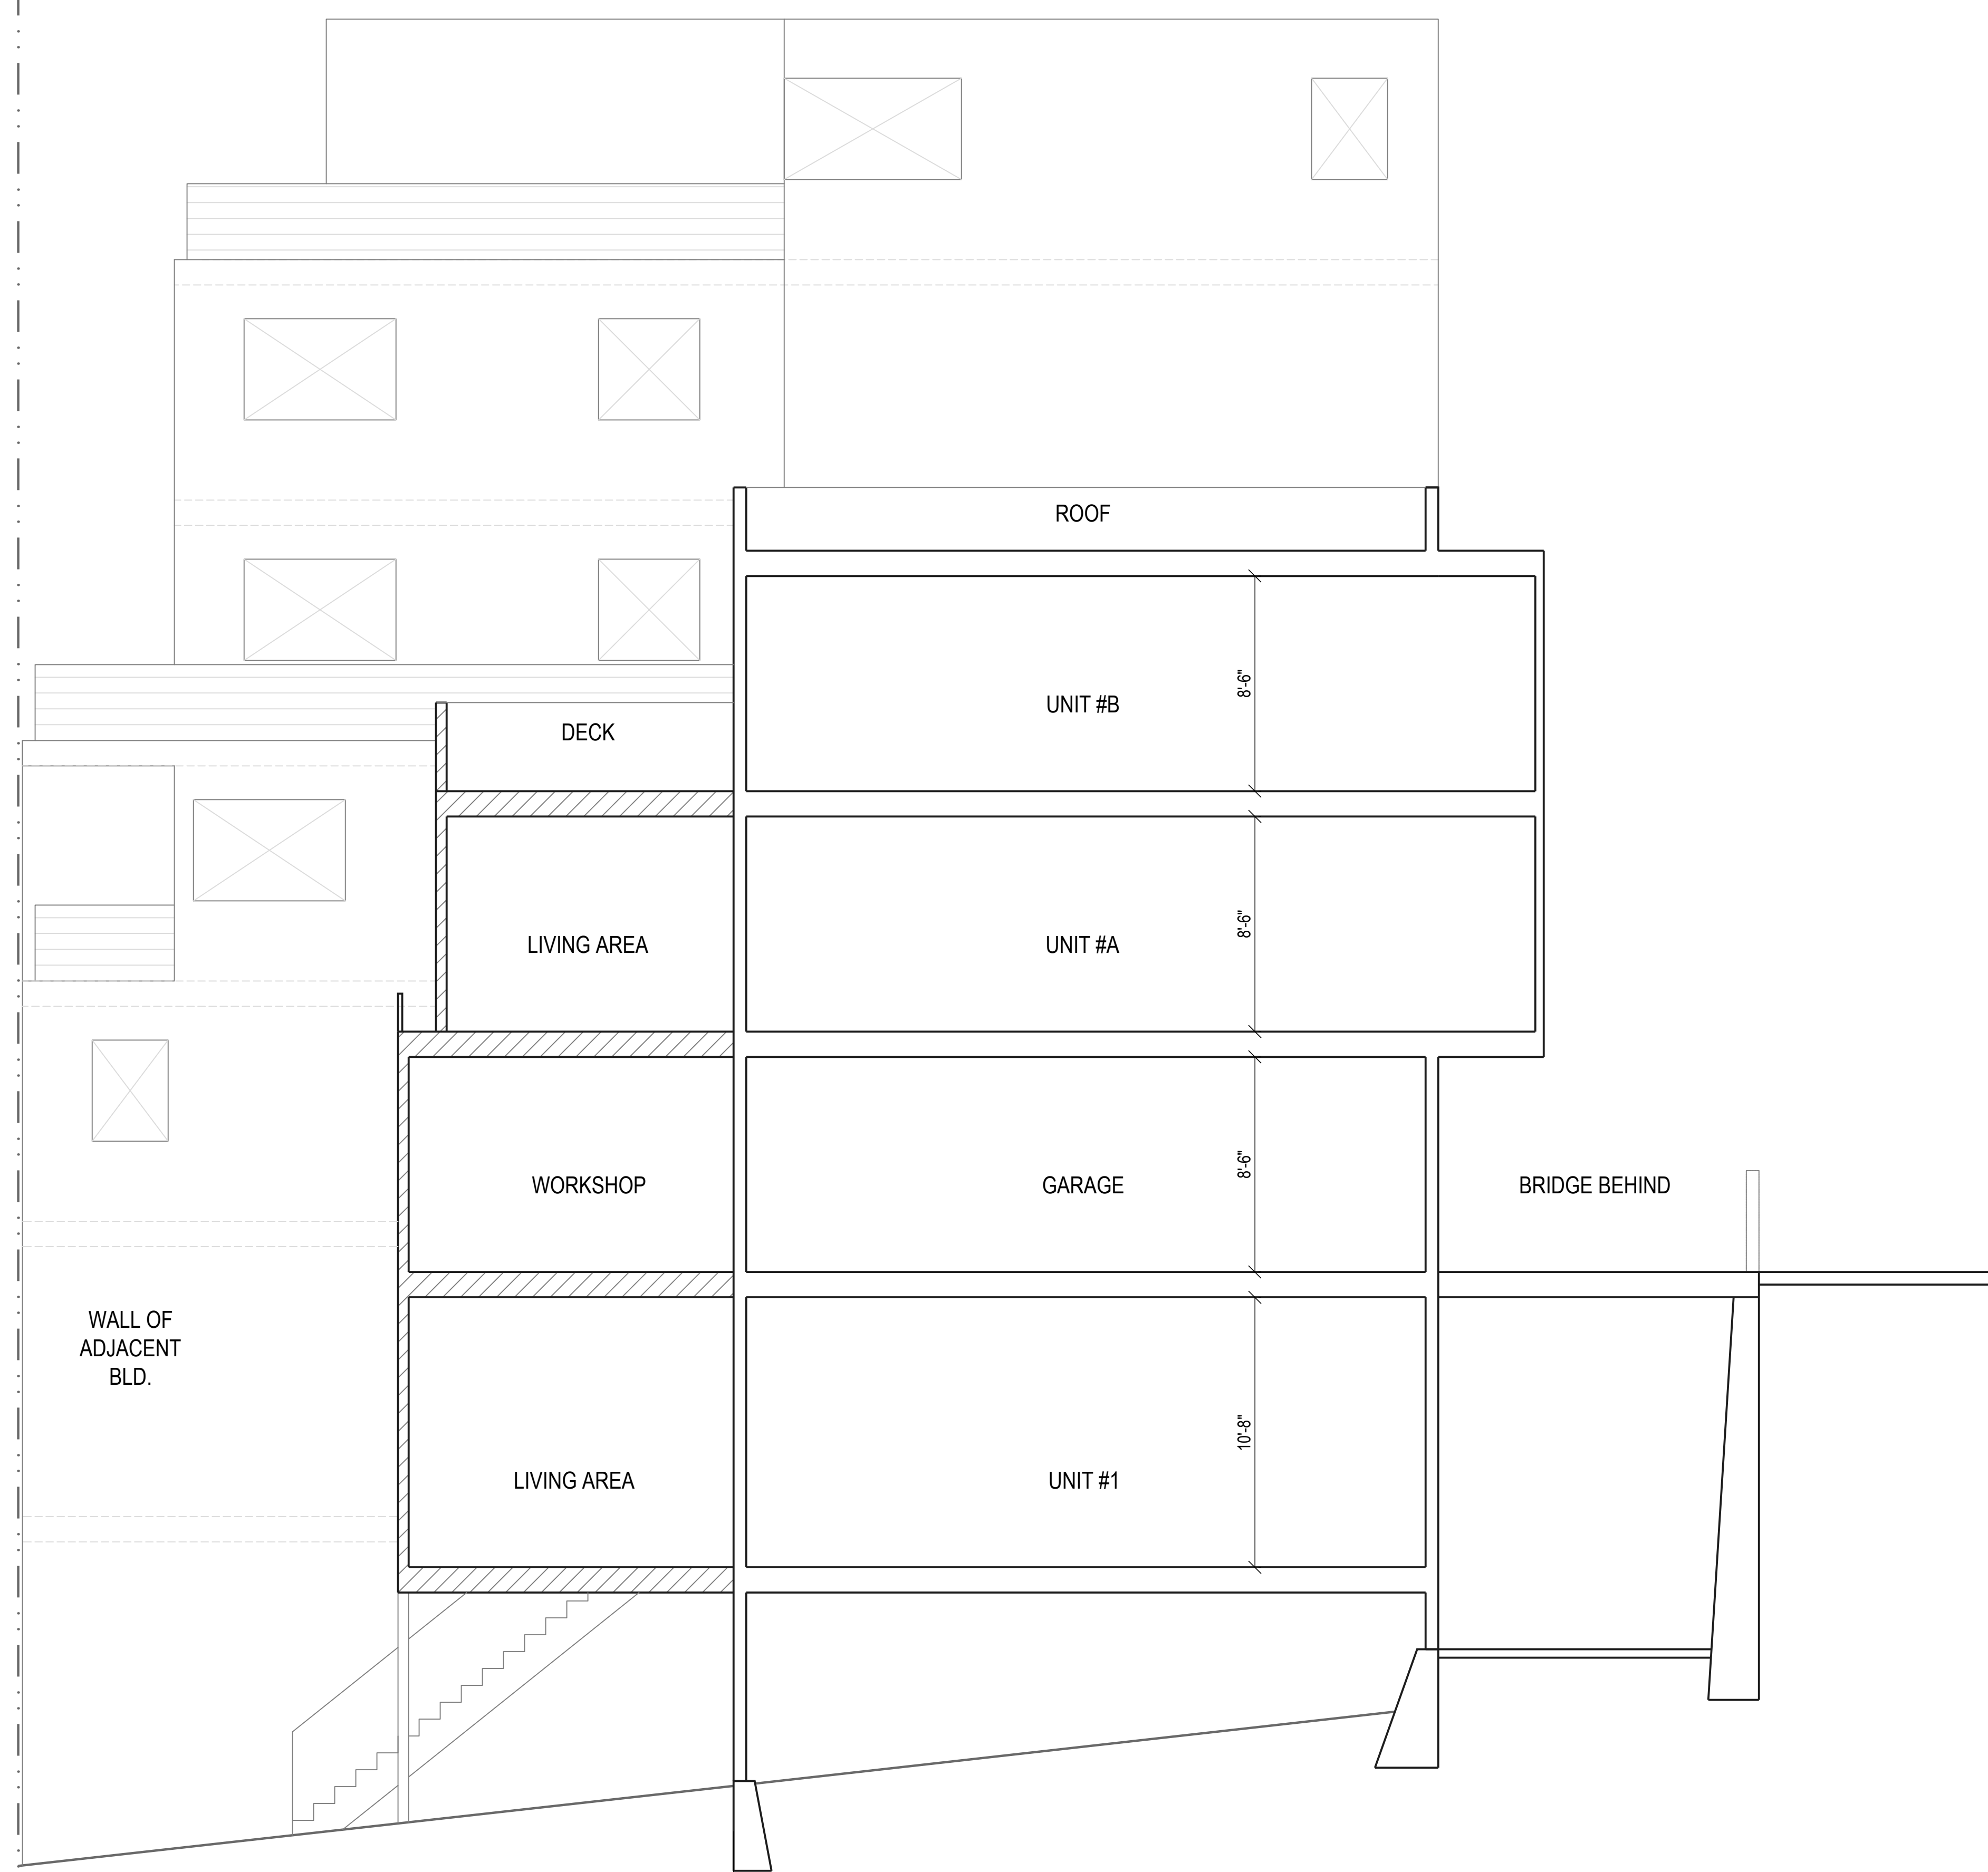 ROOF
UNIT #B
8'-6"
DECK
LIVING AREA
UNIT #A
8'-6"
WORKSHOP
GARAGE
8'-6"
BRIDGE BEHIND
WALL OF
ADJACENT
BLD.
LIVING AREA
UNIT #1
10'-8"